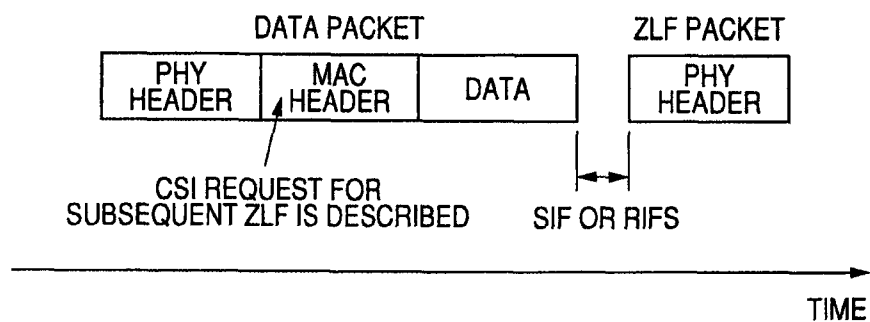 DATA PACKET
ZLF PACKET
PHY HEADER
MAC HEADER
DATA
PHY HEADER
CSI REQUEST FOR
SUBSEQUENT ZLF IS DESCRIBED
SIF OR RIFS
TIME